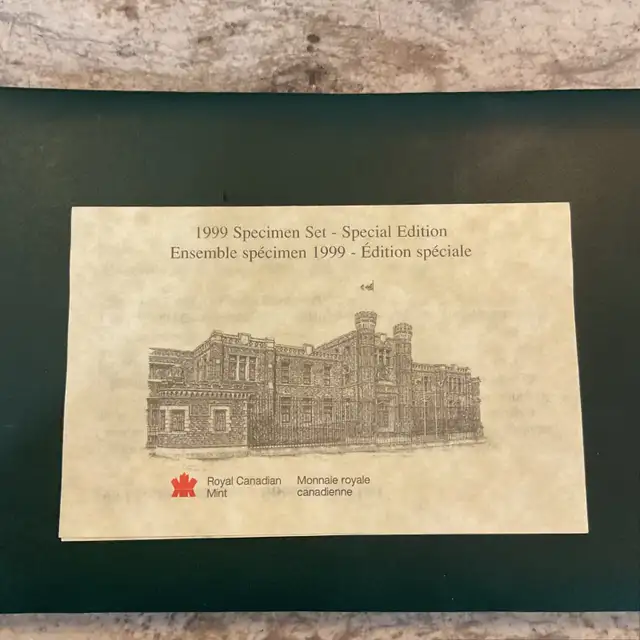 1999 Specimen Set - Special Edition
Ensemble spécimen 1999 - Édition spéciale
Royal Canadian Mint
Monnaie royale canadienne